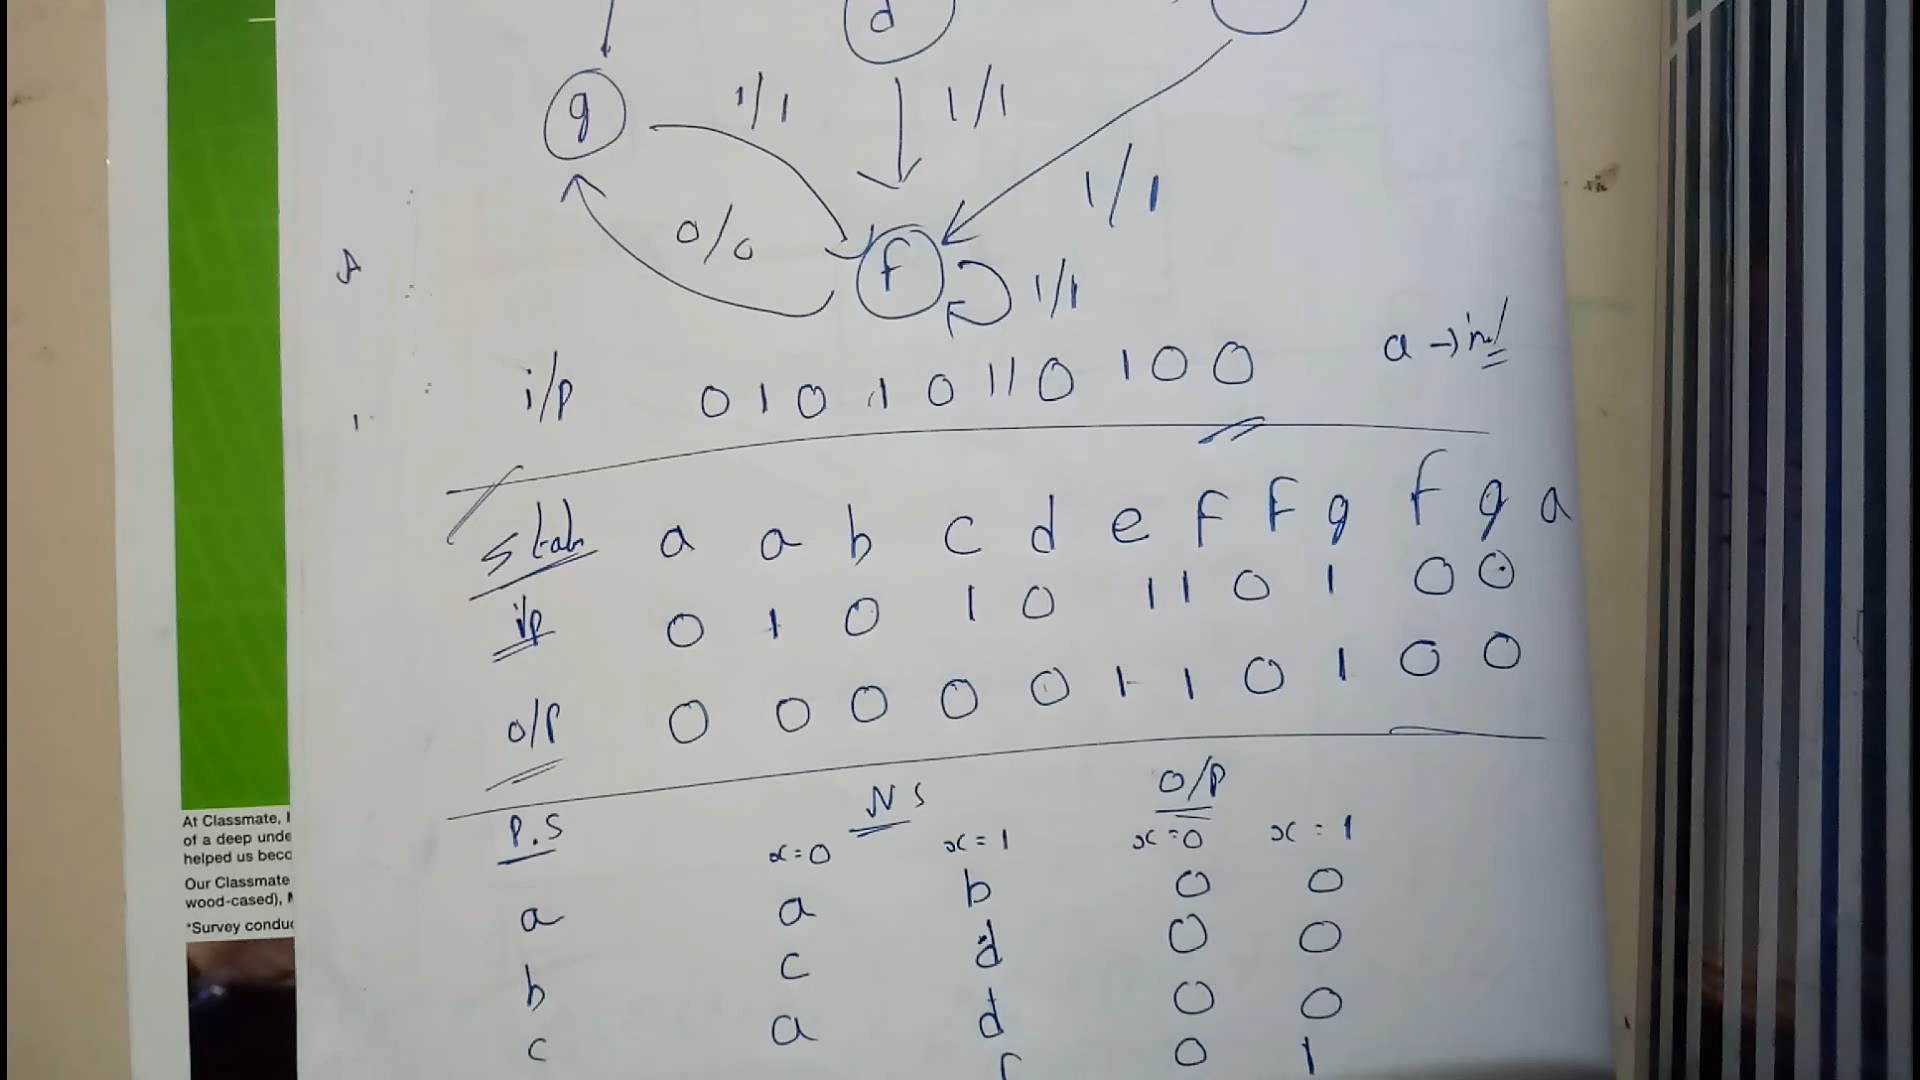 d
g 1/1 1/1
0/0 1/1
f 1/1
i/p 0 1 0 1 0 1 1 0 1 0 0 a →
a a b c d e f f g f g a
i/p 0 1 0 1 0 1 1 0 1 0 0
o/p 0 0 0 0 0 1 1 0 1 0 0
P.S NS O/P
x=0 x=1 x=0 x=1
a a b 0 0
b c d 0 0
c a d 0 0
0 1
At Classmate,
of a deep unde
helped us becc
Our Classmate
wood-cased),
*Survey conduc